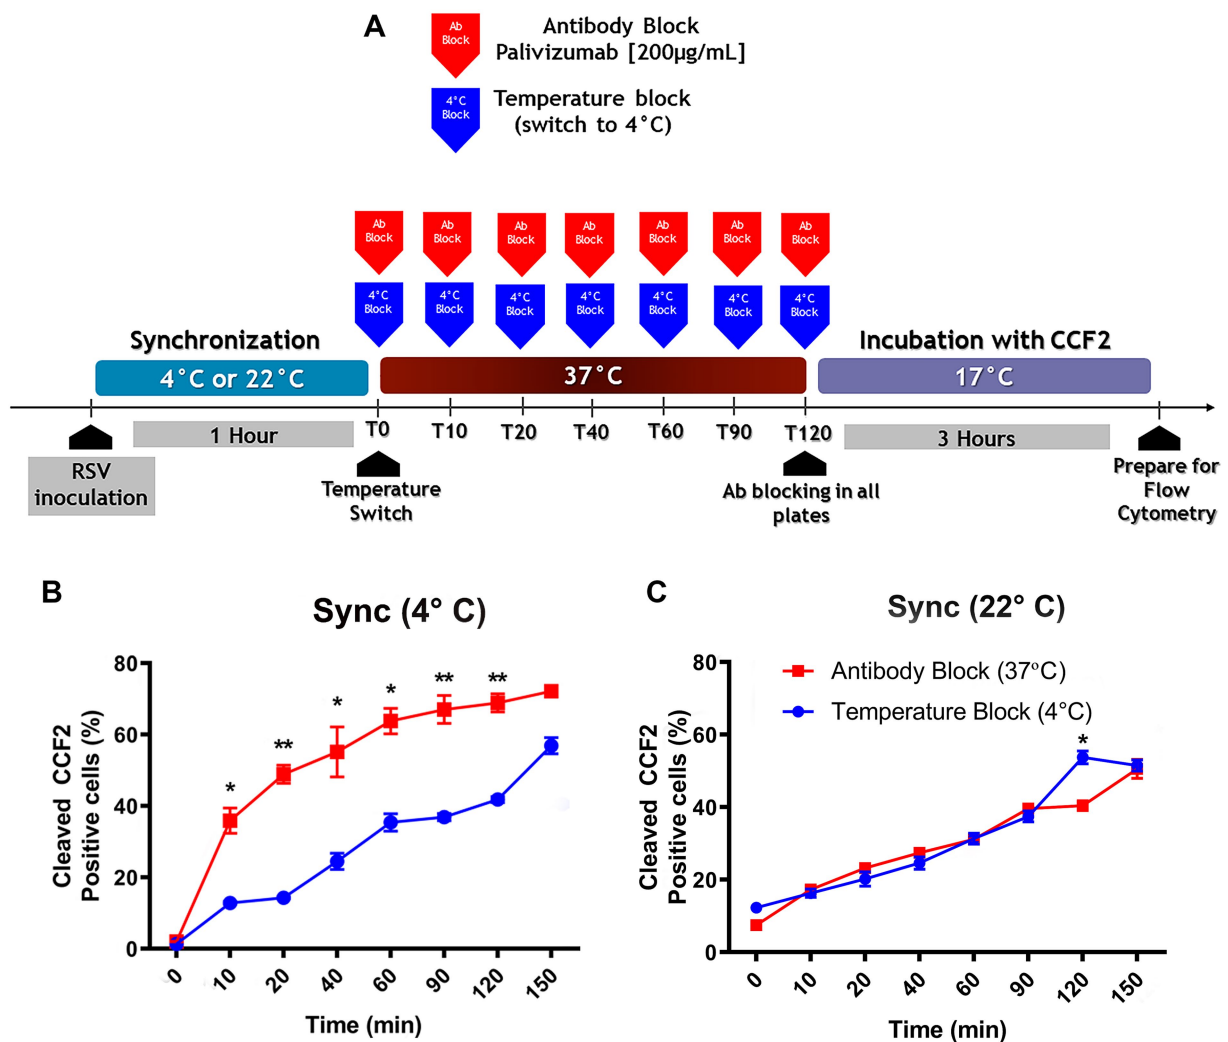 A
Ab
Block
Antibody Block
Palivizumab [200µg/mL]
4°C
Block
Temperature block
(switch to 4°C)
Ab
Block
Ab
Block
Ab
Block
Ab
Block
Ab
Block
Ab
Block
Ab
Block
4°C
Block
4°C
Block
4°C
Block
4°C
Block
4°C
Block
4°C
Block
4°C
Block
Synchronization
Incubation with CCF2
4°C or 22°C
37°C
17°C
1 Hour
T0
T10
T20
T40
T60
T90
T120
3 Hours
RSV
inoculation
Temperature
Switch
Ab blocking in all
plates
Prepare for
Flow
Cytometry
B
Sync (4° C)
Cleaved CCF2
Positive cells (%)
80
60
40
20
0
*
**
*
*
**
**
0
10
20
40
60
90
120
150
Time (min)
C
Sync (22° C)
Antibody Block (37°C)
Temperature Block (4°C)
Cleaved CCF2
Positive cells (%)
80
60
40
20
0
*
0
10
20
40
60
90
120
150
Time (min)